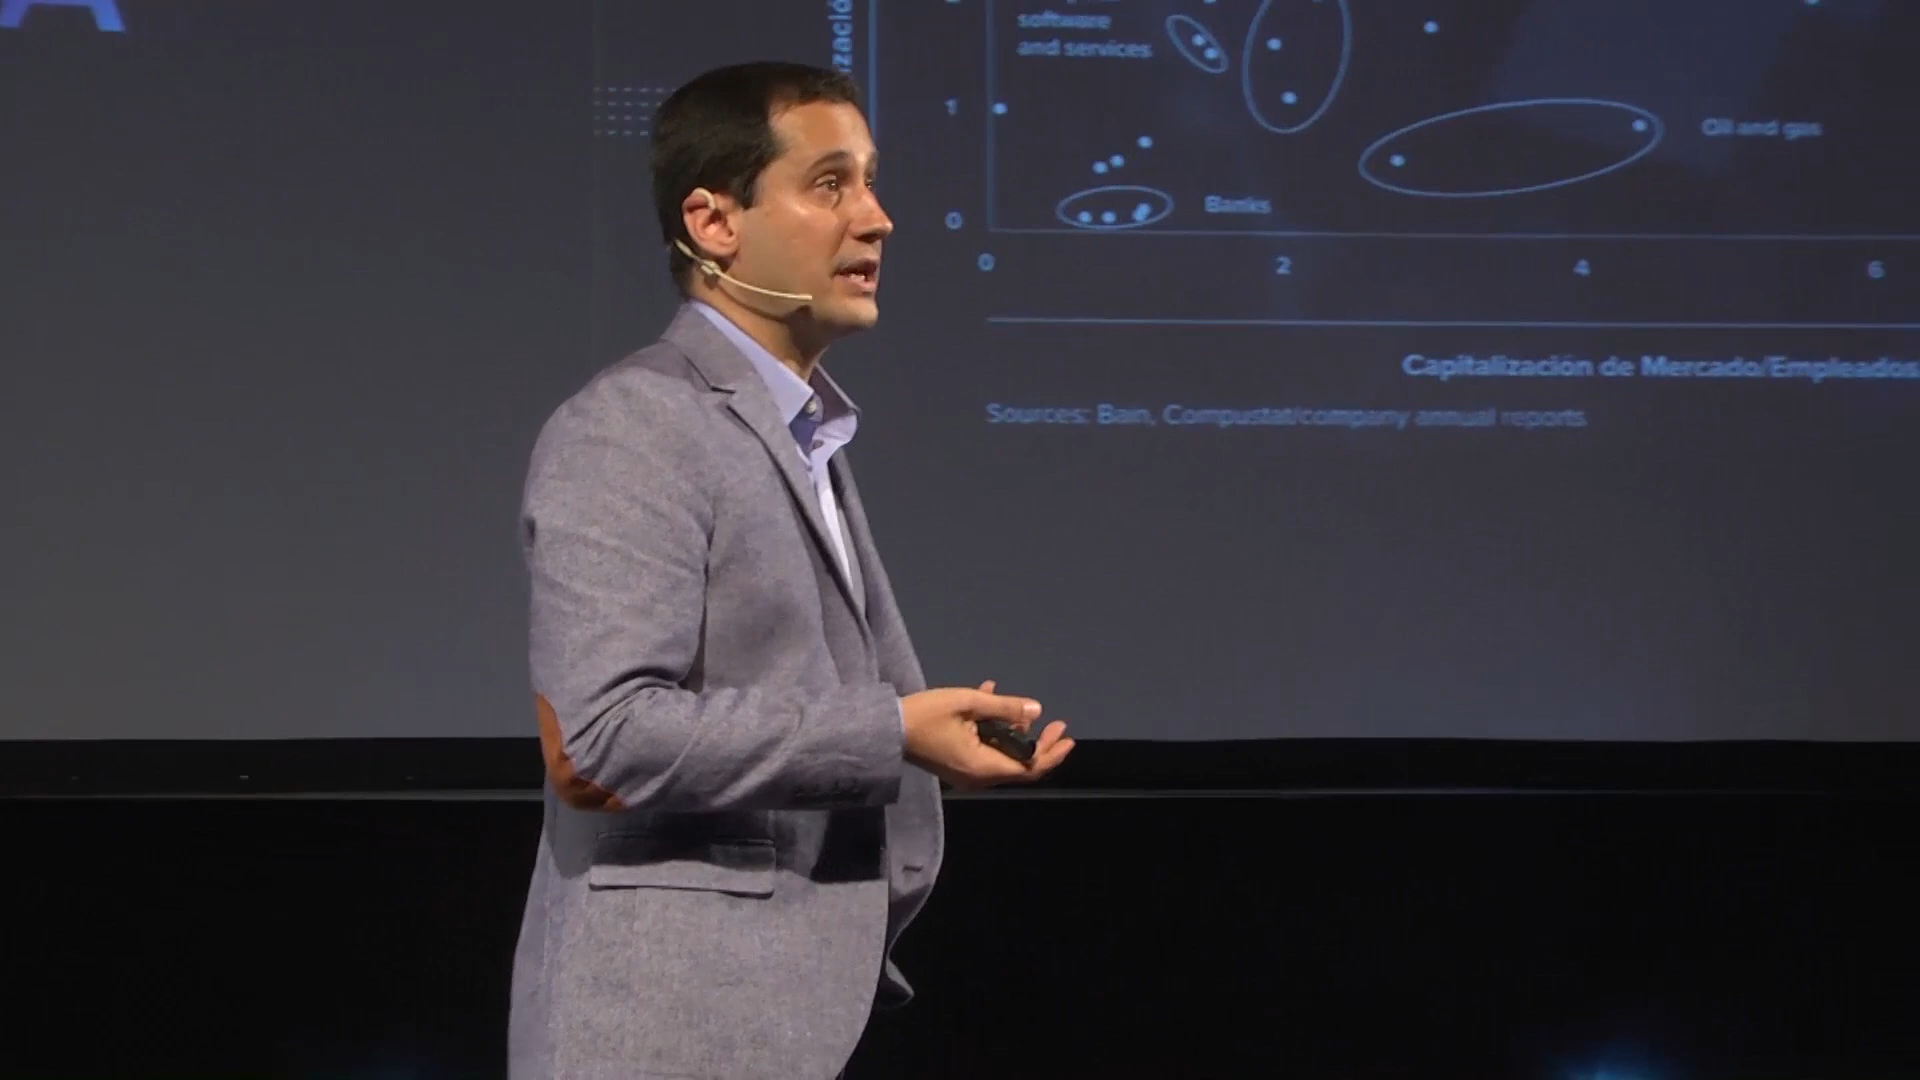 A
software
and services
1
Oil and gas
Banks
0
0
2
4
6
Capitalización de Mercado/Empleados
Sources: Bain, Compustat/company annual reports